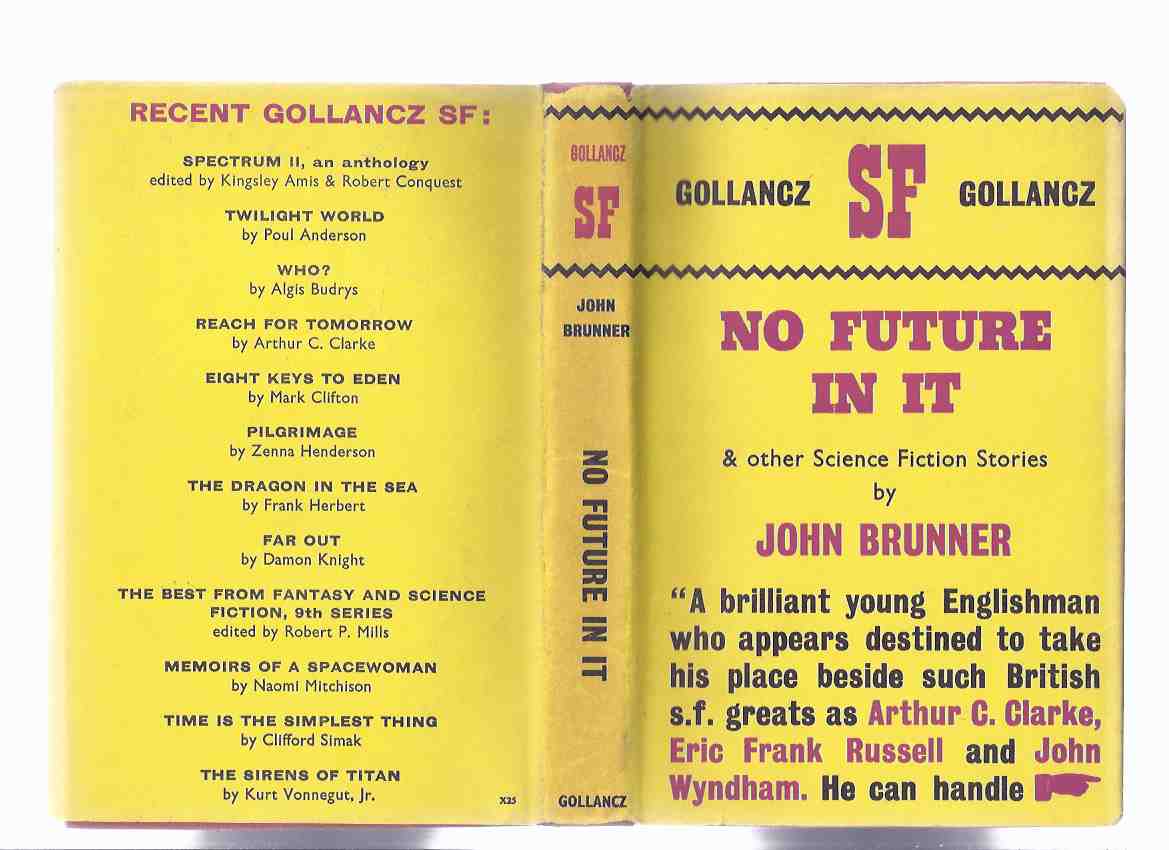 RECENT GOLLANCZ SF:
SPECTRUM II, an anthology
edited by Kingsley Amis & Robert Conquest
TWILIGHT WORLD
by Poul Anderson
WHO?
by Algis Budrys
REACH FOR TOMORROW
by Arthur C. Clarke
EIGHT KEYS TO EDEN
by Mark Clifton
PILGRIMAGE
by Zenna Henderson
THE DRAGON IN THE SEA
by Frank Herbert
FAR OUT
by Damon Knight
THE BEST FROM FANTASY AND SCIENCE
FICTION, 9th SERIES
edited by Robert P. Mills
MEMOIRS OF A SPACEWOMAN
by Naomi Mitchison
TIME IS THE SIMPLEST THING
by Clifford Simak
THE SIRENS OF TITAN
by Kurt Vonnegut, Jr.
X25
GOLLANCZ
SF
JOHN
BRUNNER
NO FUTURE IN IT
GOLLANCZ
GOLLANCZ SF GOLLANCZ
NO FUTURE
IN IT
& other Science Fiction Stories
by
JOHN BRUNNER
“A brilliant young Englishman
who appears destined to take
his place beside such British
s.f. greats as Arthur C. Clarke,
Eric Frank Russell and John
Wyndham. He can handle